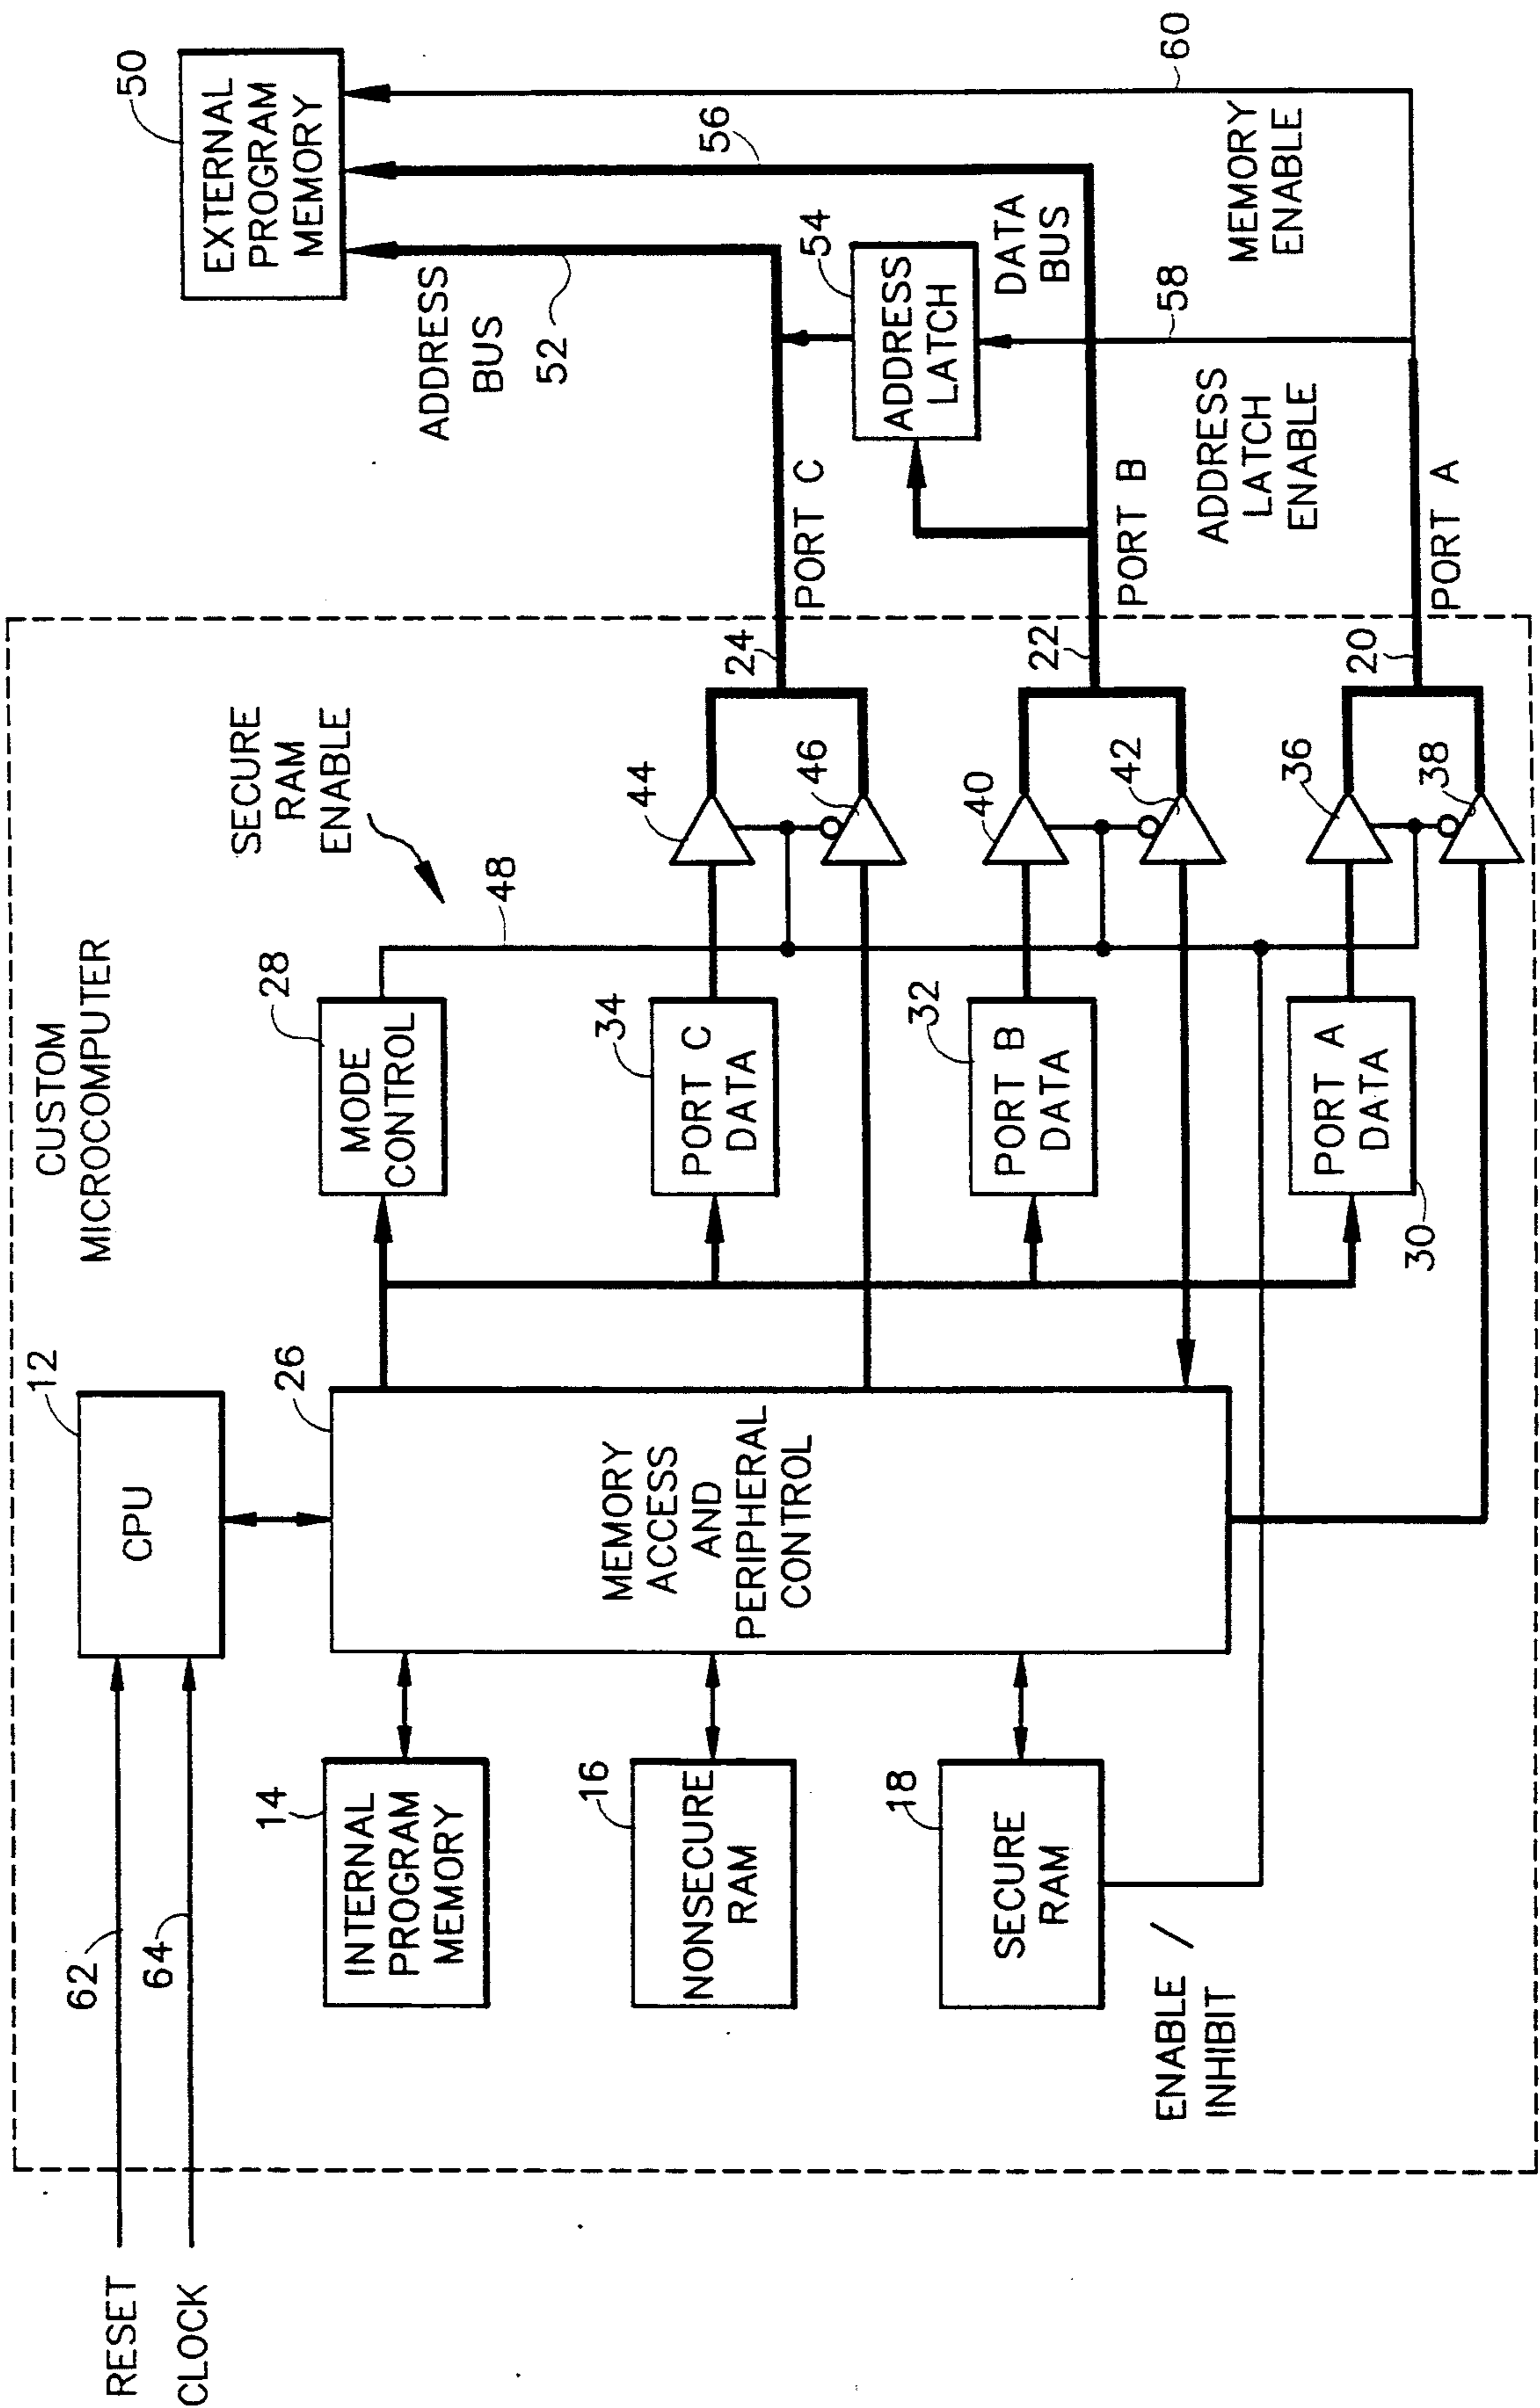 CUSTOM
MICROCOMPUTER
RESET
CLOCK
62
64
12
CPU
14
INTERNAL
PROGRAM
MEMORY
16
NONSECURE
RAM
18
SECURE
RAM
ENABLE /
INHIBIT
26
MEMORY
ACCESS
AND
PERIPHERAL
CONTROL
28
MODE
CONTROL
SECURE
RAM
ENABLE
48
34
PORT C
DATA
32
PORT B
DATA
PORT A
DATA
30
44
46
40
42
36
38
24
22
20
PORT C
PORT B
PORT A
50
EXTERNAL
PROGRAM
MEMORY
ADDRESS
BUS
52
54
ADDRESS
LATCH
DATA
BUS
56
ADDRESS
LATCH
ENABLE
58
MEMORY
ENABLE
60